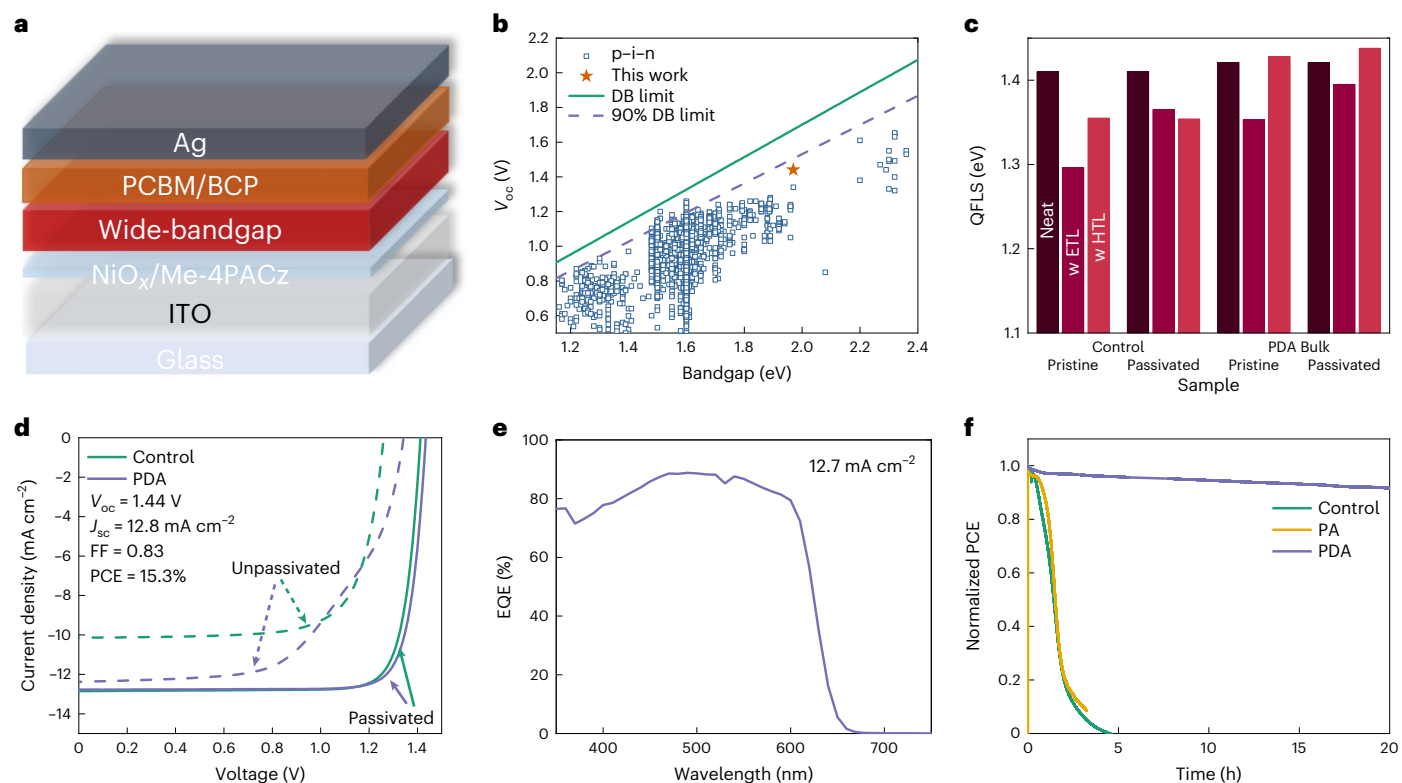 a
Ag
PCBM/BCP
Wide-bandgap
NiOx/Me-4PACz
ITO
Glass
b
2.2
2.0
1.8
1.6
1.4
1.2
1.0
0.8
0.6
Voc (V)
p–i–n
This work
DB limit
90% DB limit
1.2 1.4 1.6 1.8 2.0 2.2 2.4
Bandgap (eV)
c
1.4
1.3
1.2
1.1
QFLS (eV)
Neat
w ETL
w HTL
Control PDA Bulk
Pristine Passivated Pristine Passivated
Sample
d
0
−2
−4
−6
−8
−10
−12
−14
Current density (mA cm−2)
Control
PDA
Voc = 1.44 V
Jsc = 12.8 mA cm−2
FF = 0.83
PCE = 15.3%
Unpassivated
Passivated
0 0.2 0.4 0.6 0.8 1.0 1.2 1.4
Voltage (V)
e
100
80
60
40
20
0
EQE (%)
12.7 mA cm−2
400 500 600 700
Wavelength (nm)
f
1.0
0.8
0.6
0.4
0.2
0
Normalized PCE
Control
PA
PDA
0 5 10 15 20
Time (h)